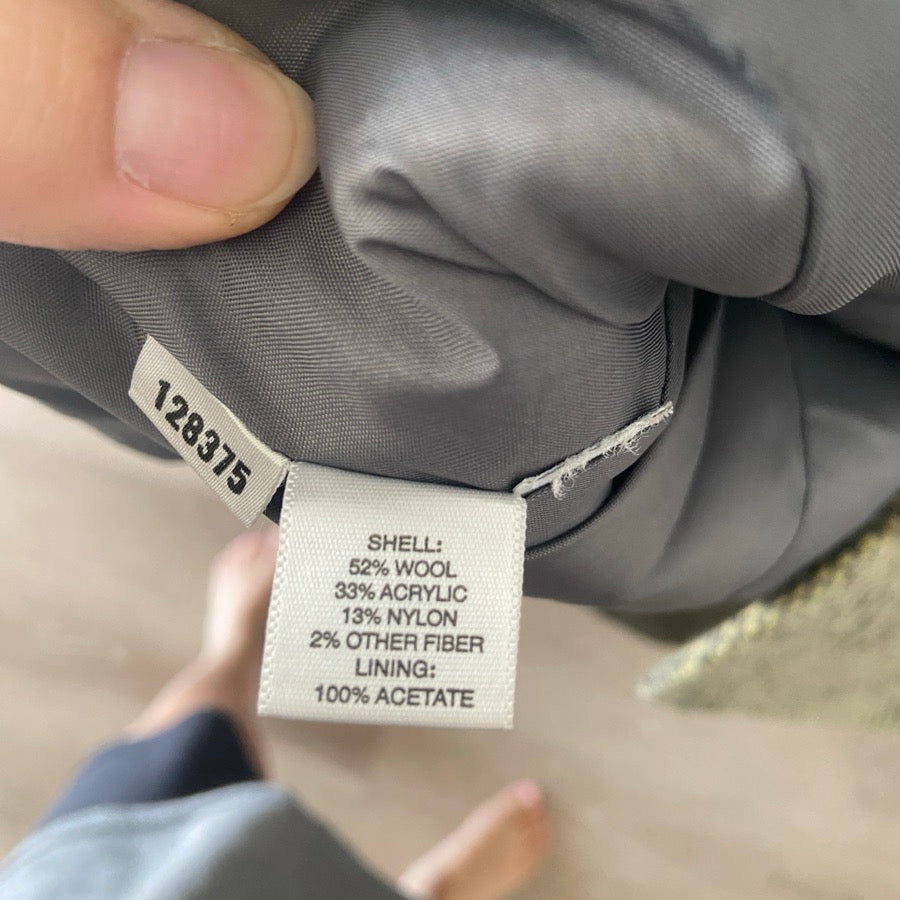 128375
SHELL:
52% WOOL
33% ACRYLIC
13% NYLON
2% OTHER FIBER
LINING:
100% ACETATE